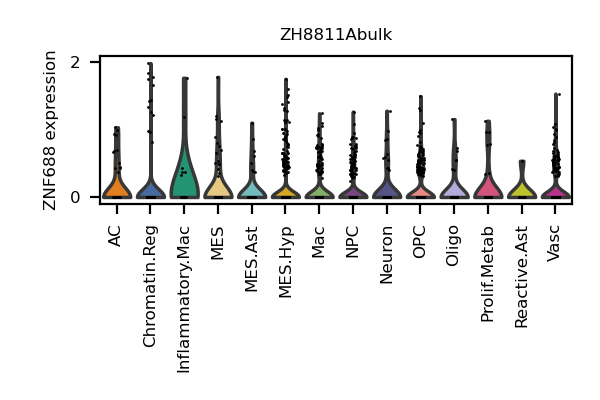 ZH8811Abulk
ZNF688 expression
2
0
AC
Chromatin.Reg
Inflammatory.Mac
MES
MES.Ast
MES.Hyp
Mac
NPC
Neuron
OPC
Oligo
Prolif.Metab
Reactive.Ast
Vasc